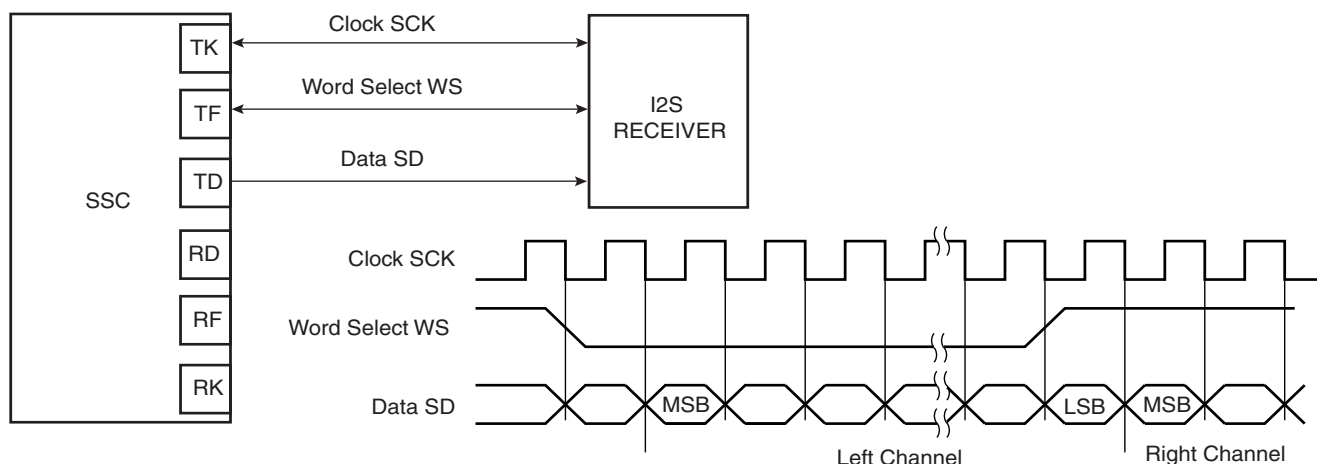 Clock SCK
TK
Word Select WS
TF
I2S
RECEIVER
Data SD
TD
SSC
RD
RF
RK
Clock SCK
Word Select WS
Data SD
MSB
LSB
MSB
Left Channel
Right Channel